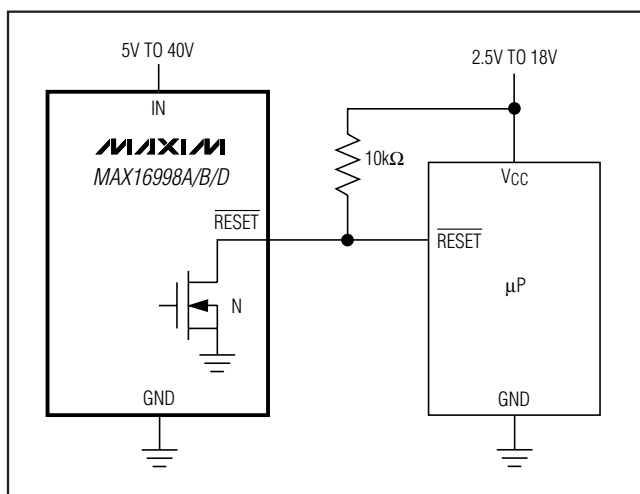 5V TO 40V
2.5V TO 18V
IN
MAXIM
MAX16998A/B/D
10kΩ
VCC
RESET
RESET
N
μP
GND
GND